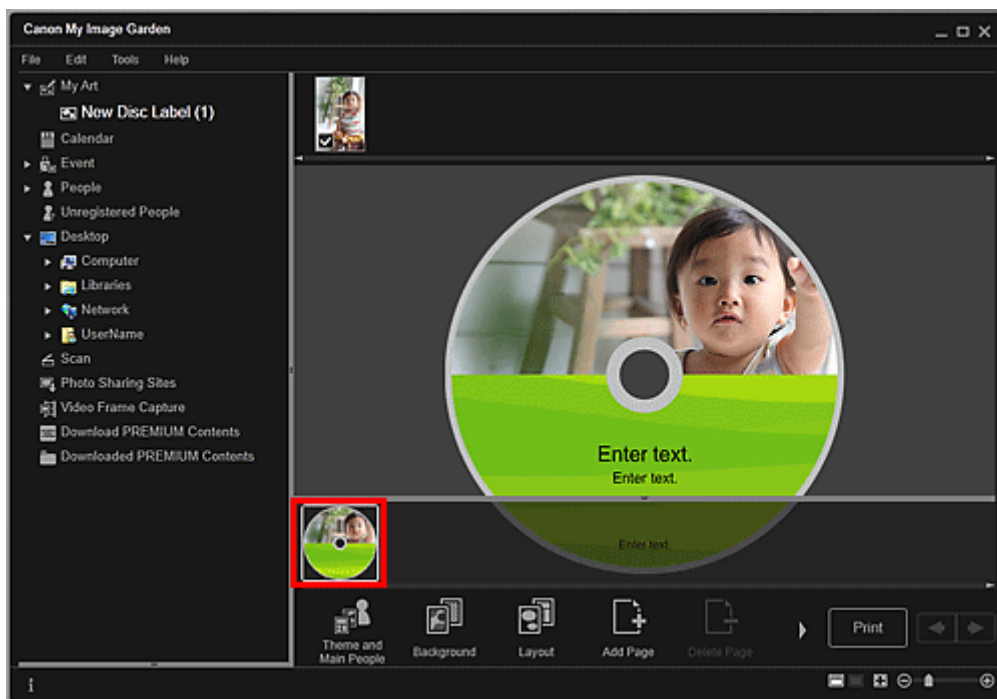 Canon My Image Garden
File Edit Tools Help
My Art
New Disc Label (1)
Calendar
Event
People
Unregistered People
Desktop
Computer
Libraries
Network
UserName
Scan
Photo Sharing Sites
Video Frame Capture
Download PREMIUM Contents
Downloaded PREMIUM Contents
Enter text.
Enter text.
Enter text.
Theme and
Main People
Background
Layout
Add Page
Delete Page
Print